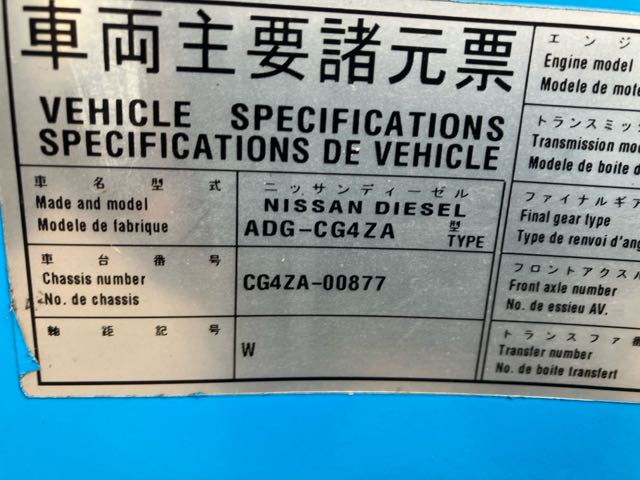 車両主要諸元票
VEHICLE SPECIFICATIONS
SPECIFICATIONS DE VEHICLE
車名型式
Made and model
Modele de fabrique
ニッサンディーゼル
NISSAN DIESEL
ADG-CG4ZA 型 TYPE
車台番号
Chassis number
No. de chassis
CG4ZA-00877
軸距記号
W
エンジ
Engine model
Modele de mote
トランスミッ
Transmission mo
Modele de boite d
ファイナルギア
Final gear type
Type de renvoi d'ang
フロントアクスル
Front axle number
No. de essieu AV.
トランスファ番
Transfer number
No. de boite transfert